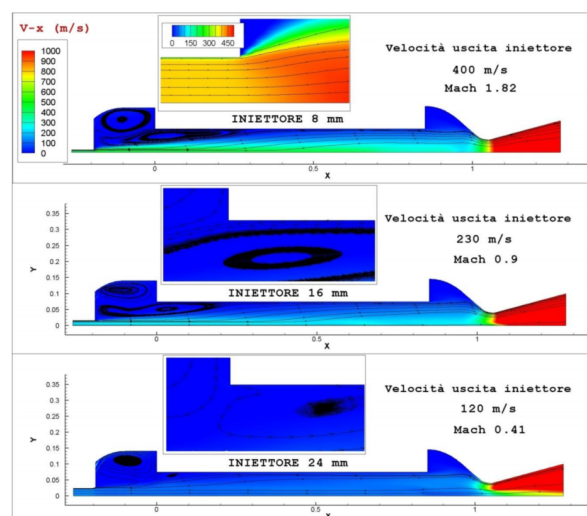 V-x (m/s)
1000
900
800
700
600
500
400
300
200
100
0
0 150 300 450
INIETTORE 8 mm
Velocità uscita iniettore
400 m/s
Mach 1.82
0 0.5 1
X
0.35
0.3
0.25
0.2
0.15
0.1
0.05
0
Y
INIETTORE 16 mm
Velocità uscita iniettore
230 m/s
Mach 0.9
0 0.5 1
X
0.35
0.3
0.25
0.2
0.15
0.1
0.05
0
Y
INIETTORE 24 mm
Velocità uscita iniettore
120 m/s
Mach 0.41
0 0.5 1
X